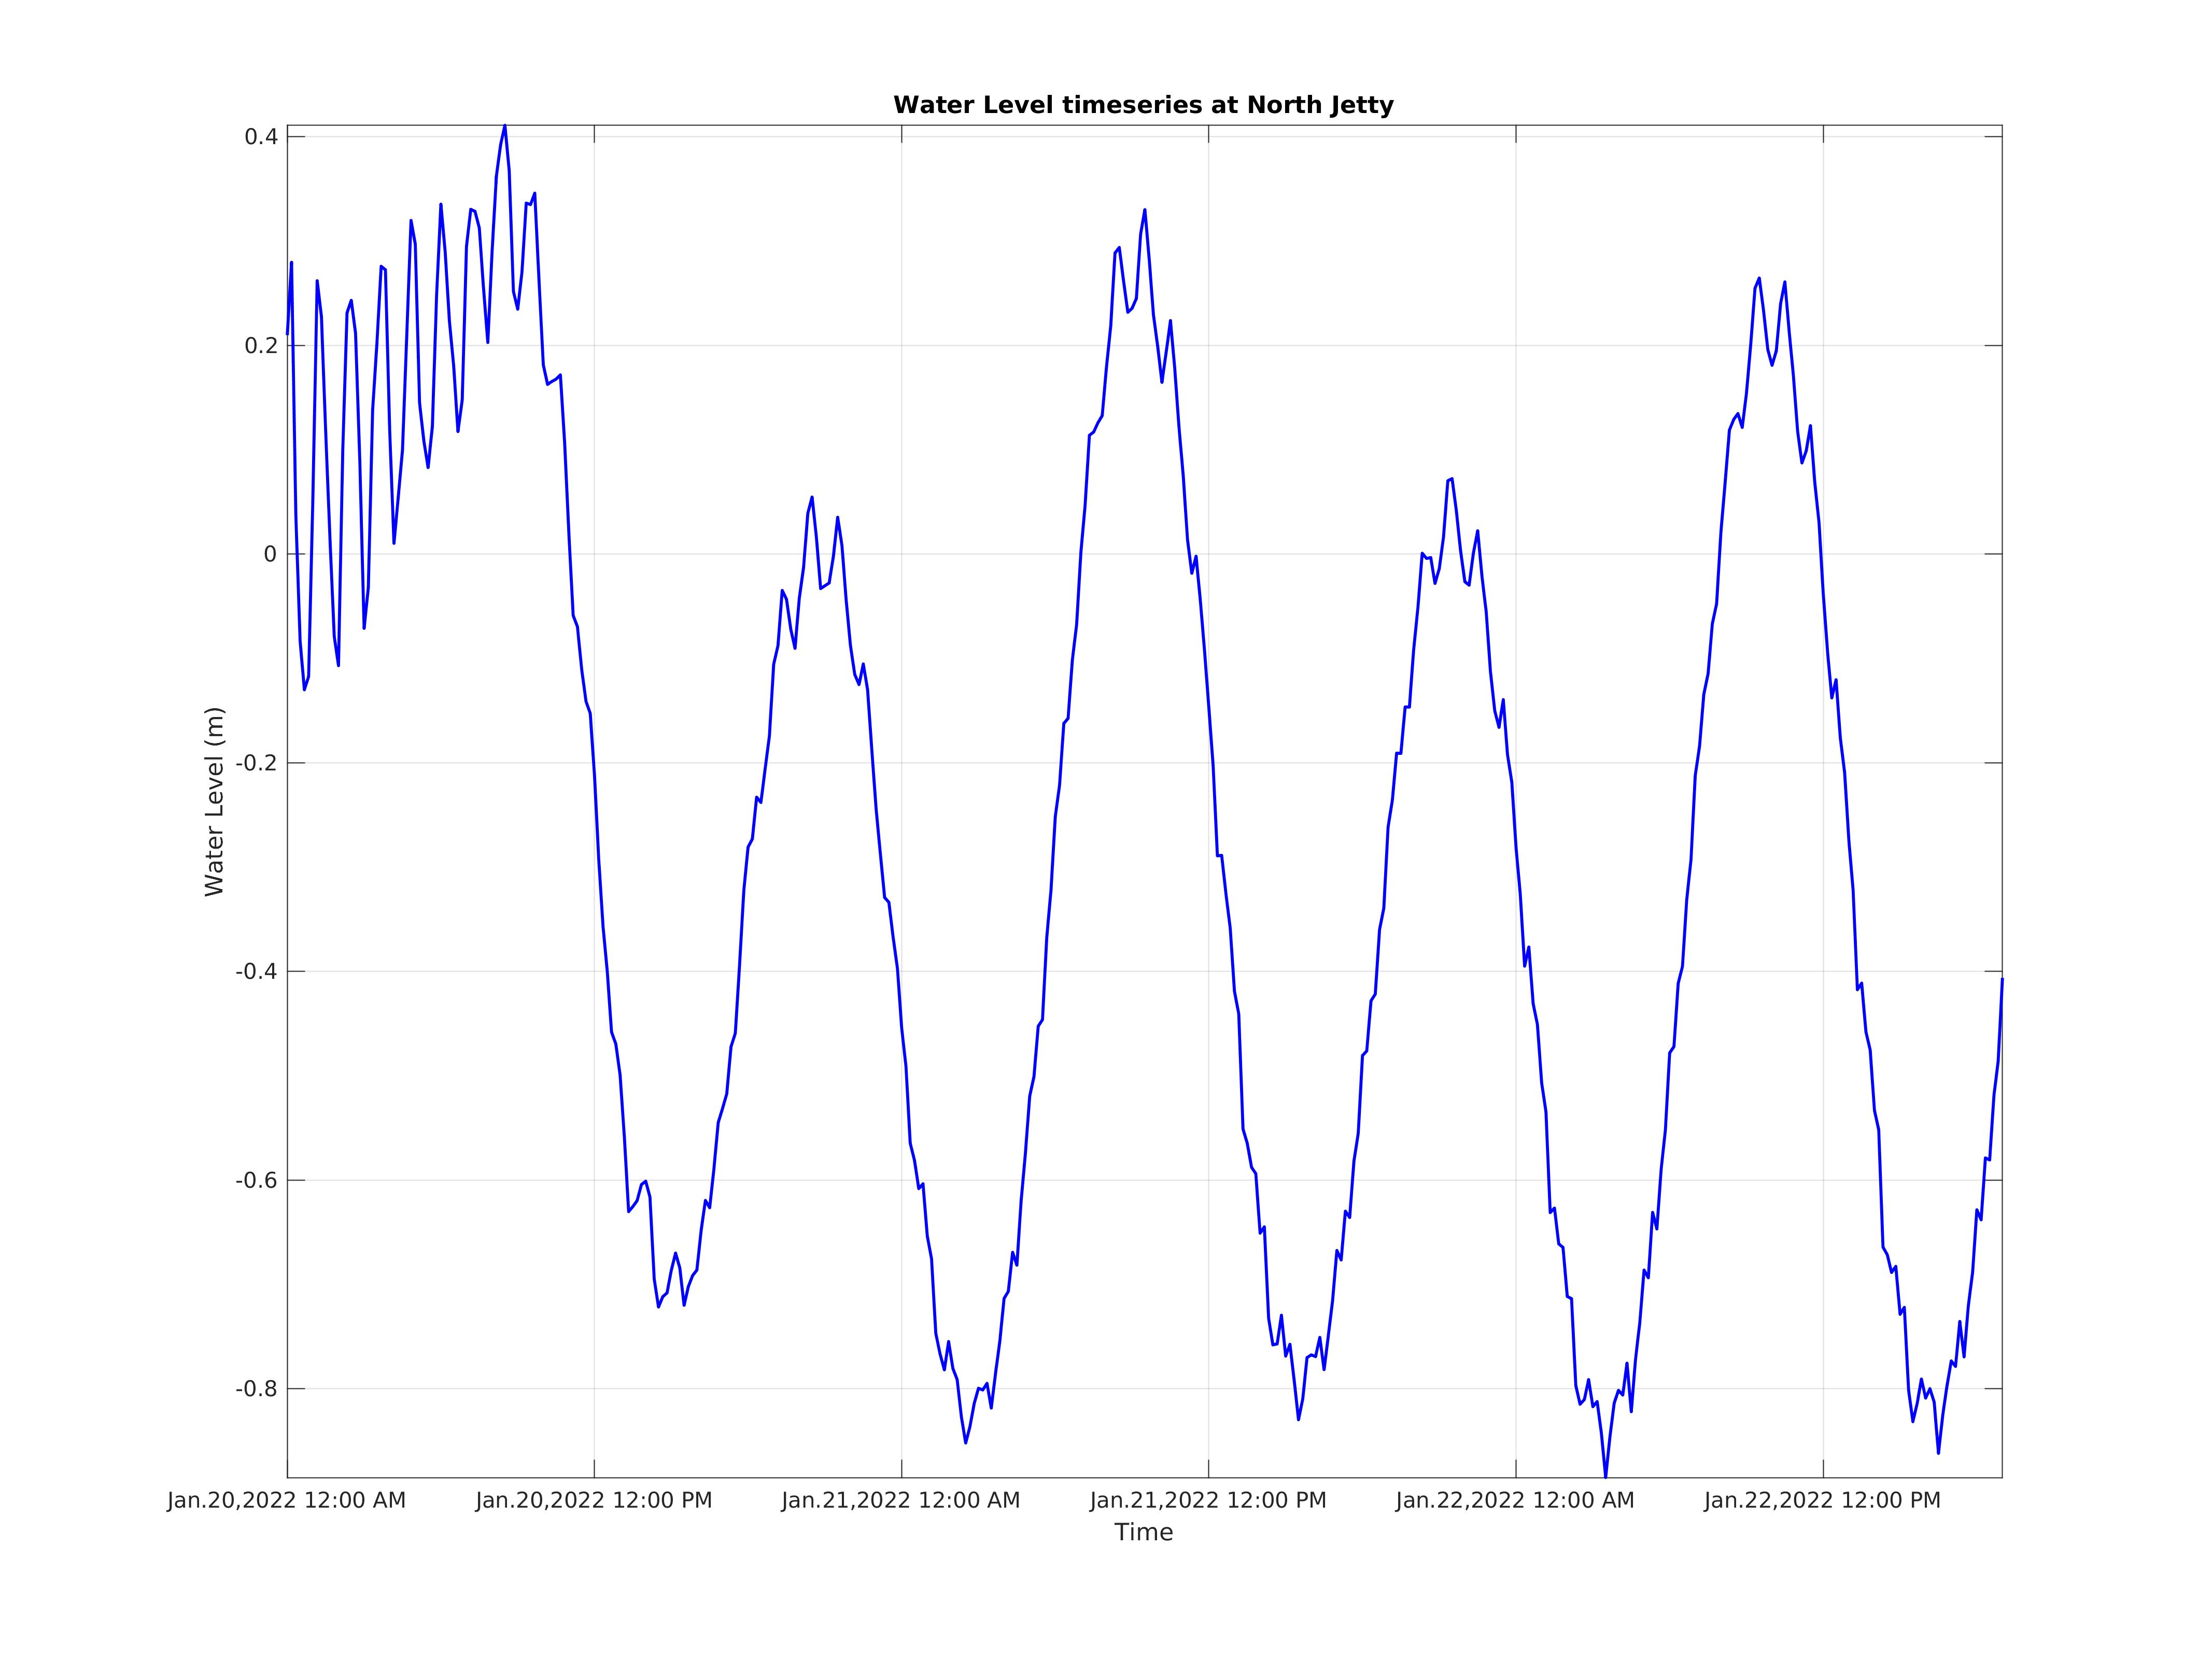 Water Level timeseries at North Jetty
0.4
0.2
0
-0.2
-0.4
-0.6
-0.8
Water Level (m)
Jan.20,2022 12:00 AM
Jan.20,2022 12:00 PM
Jan.21,2022 12:00 AM
Jan.21,2022 12:00 PM
Jan.22,2022 12:00 AM
Jan.22,2022 12:00 PM
Time